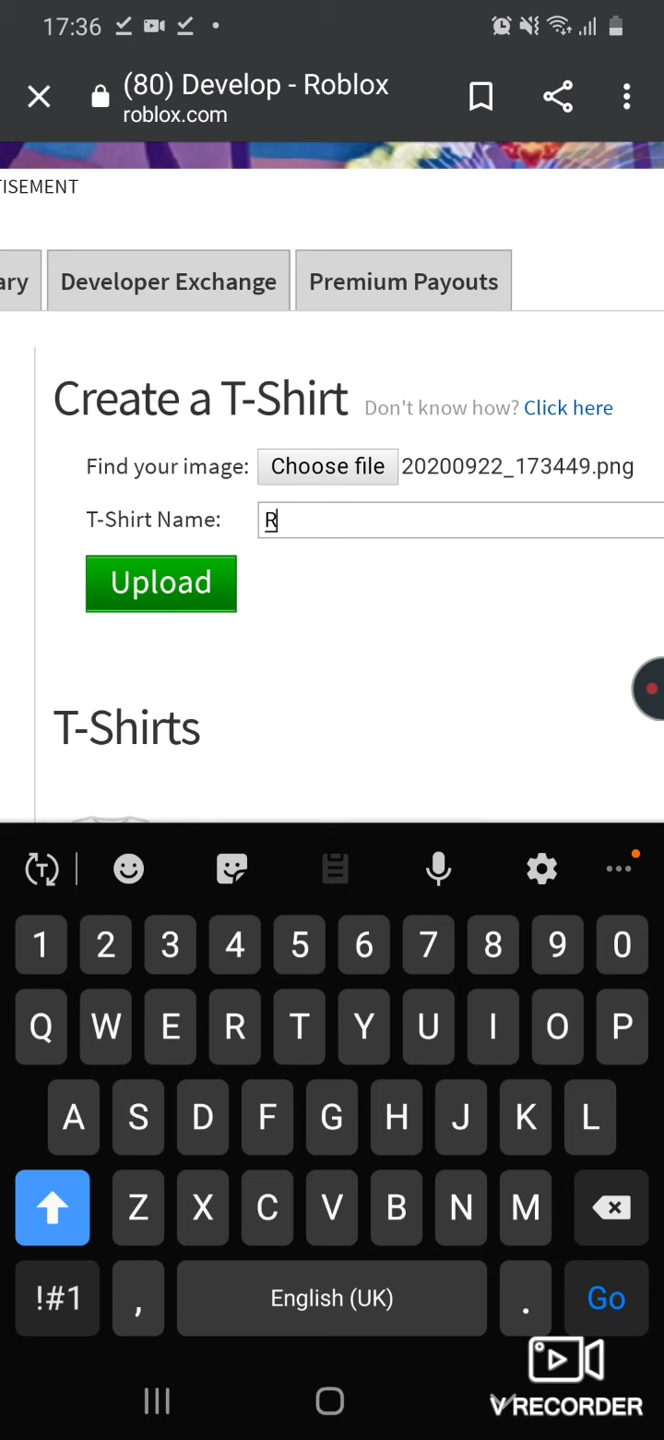 17:36
(80) Develop - Roblox
roblox.com
TISEMENT
ary Developer Exchange Premium Payouts
Create a T-Shirt Don't know how? Click here
Find your image: Choose file 20200922_173449.png
T-Shirt Name: R
Upload
T-Shirts
T
1 2 3 4 5 6 7 8 9 0
Q W E R T Y U I O P
A S D F G H J K L
Z X C V B N M
!#1 , English (UK) . Go
VRECORDER